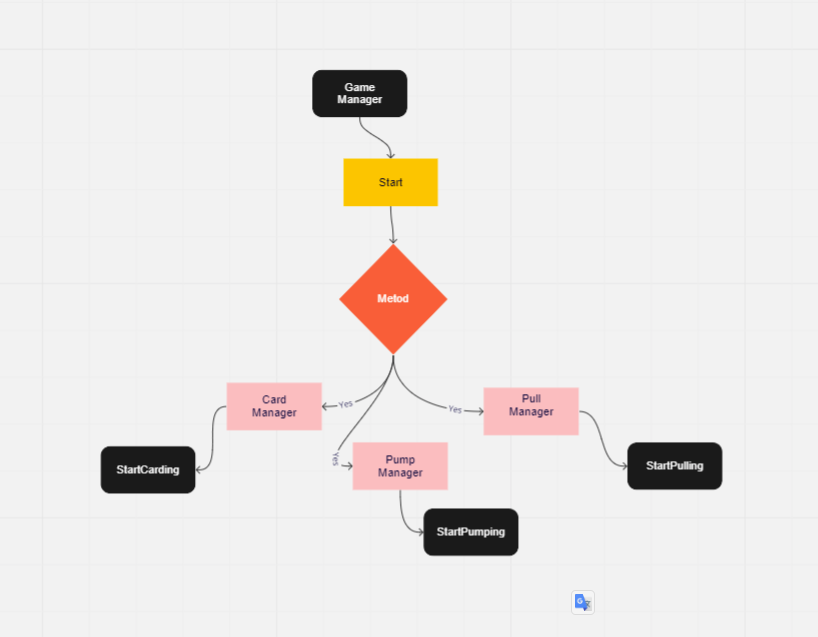 Game
Manager
Start
Metod
Card
Manager
Yes
Yes
Pull
Manager
Yes
Pump
Manager
StartCarding
StartPulling
StartPumping